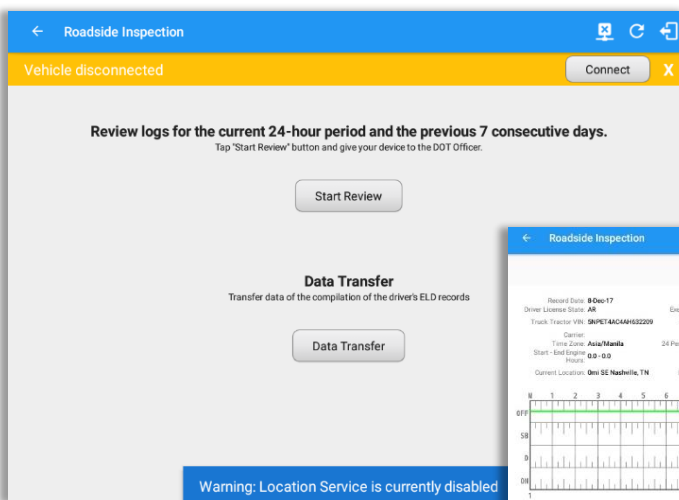 Roadside Inspection
Vehicle disconnected
Connect
X
Review logs for the current 24-hour period and the previous 7 consecutive days.
Tap "Start Review" button and give your device to the DOT Officer.
Start Review
Data Transfer
Transfer data of the compilation of the driver's ELD records
Data Transfer
Warning: Location Service is currently disabled
Roadside Inspection
Record Date: 8-Dec-17
Driver License State: AR
Truck Tractor VIN: 5NPET4AC4AH632209
Carrier:
Time Zone: Asia/Manila
24 Pe
Start - End Engine Hours: 0.0 - 0.0
Current Location: 0mi SE Nashville, TN
M 1 2 3 4 5 6
OFF
SB
D
ON
1